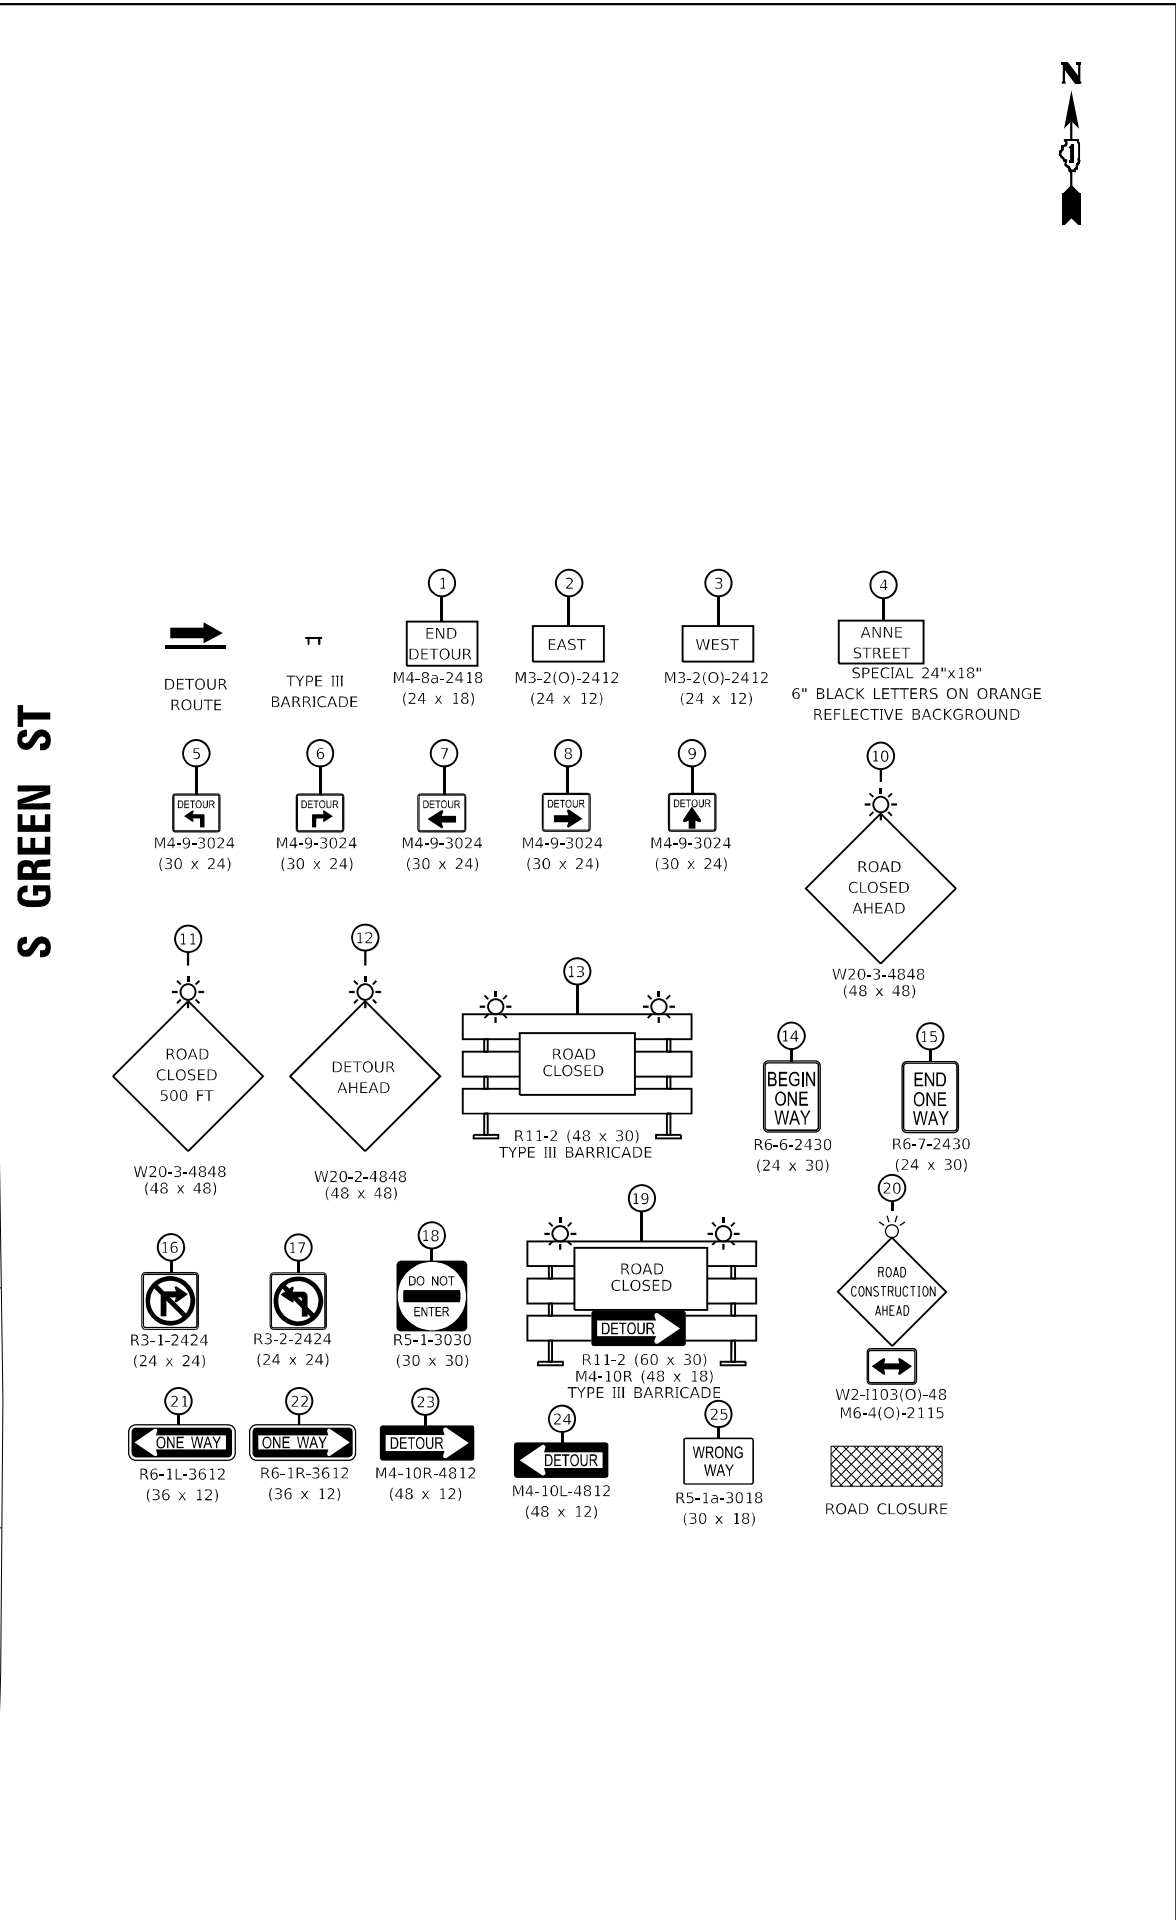 N
1
S GREEN ST
DETOUR
ROUTE
TYPE III
BARRICADE
1
END
DETOUR
M4-8a-2418
(24 x 18)
2
EAST
M3-2(O)-2412
(24 x 12)
3
WEST
M3-2(O)-2412
(24 x 12)
4
ANNE
STREET
SPECIAL 24"x18"
6" BLACK LETTERS ON ORANGE
REFLECTIVE BACKGROUND
5
DETOUR
M4-9-3024
(30 x 24)
6
DETOUR
M4-9-3024
(30 x 24)
7
DETOUR
M4-9-3024
(30 x 24)
8
DETOUR
M4-9-3024
(30 x 24)
9
DETOUR
M4-9-3024
(30 x 24)
10
ROAD
CLOSED
AHEAD
W20-3-4848
(48 x 48)
11
ROAD
CLOSED
500 FT
W20-3-4848
(48 x 48)
12
DETOUR
AHEAD
W20-2-4848
(48 x 48)
13
ROAD
CLOSED
R11-2 (48 x 30)
TYPE III BARRICADE
14
BEGIN
ONE
WAY
R6-6-2430
(24 x 30)
15
END
ONE
WAY
R6-7-2430
(24 x 30)
16
R3-1-2424
(24 x 24)
17
R3-2-2424
(24 x 24)
18
DO NOT
ENTER
R5-1-3030
(30 x 30)
19
ROAD
CLOSED
DETOUR
R11-2 (60 x 30)
M4-10R (48 x 18)
TYPE III BARRICADE
20
ROAD
CONSTRUCTION
AHEAD
W2-I103(O)-48
M6-4(O)-2115
21
ONE WAY
R6-1L-3612
(36 x 12)
22
ONE WAY
R6-1R-3612
(36 x 12)
23
DETOUR
M4-10R-4812
(48 x 12)
24
DETOUR
M4-10L-4812
(48 x 12)
25
WRONG
WAY
R5-1a-3018
(30 x 18)
ROAD CLOSURE